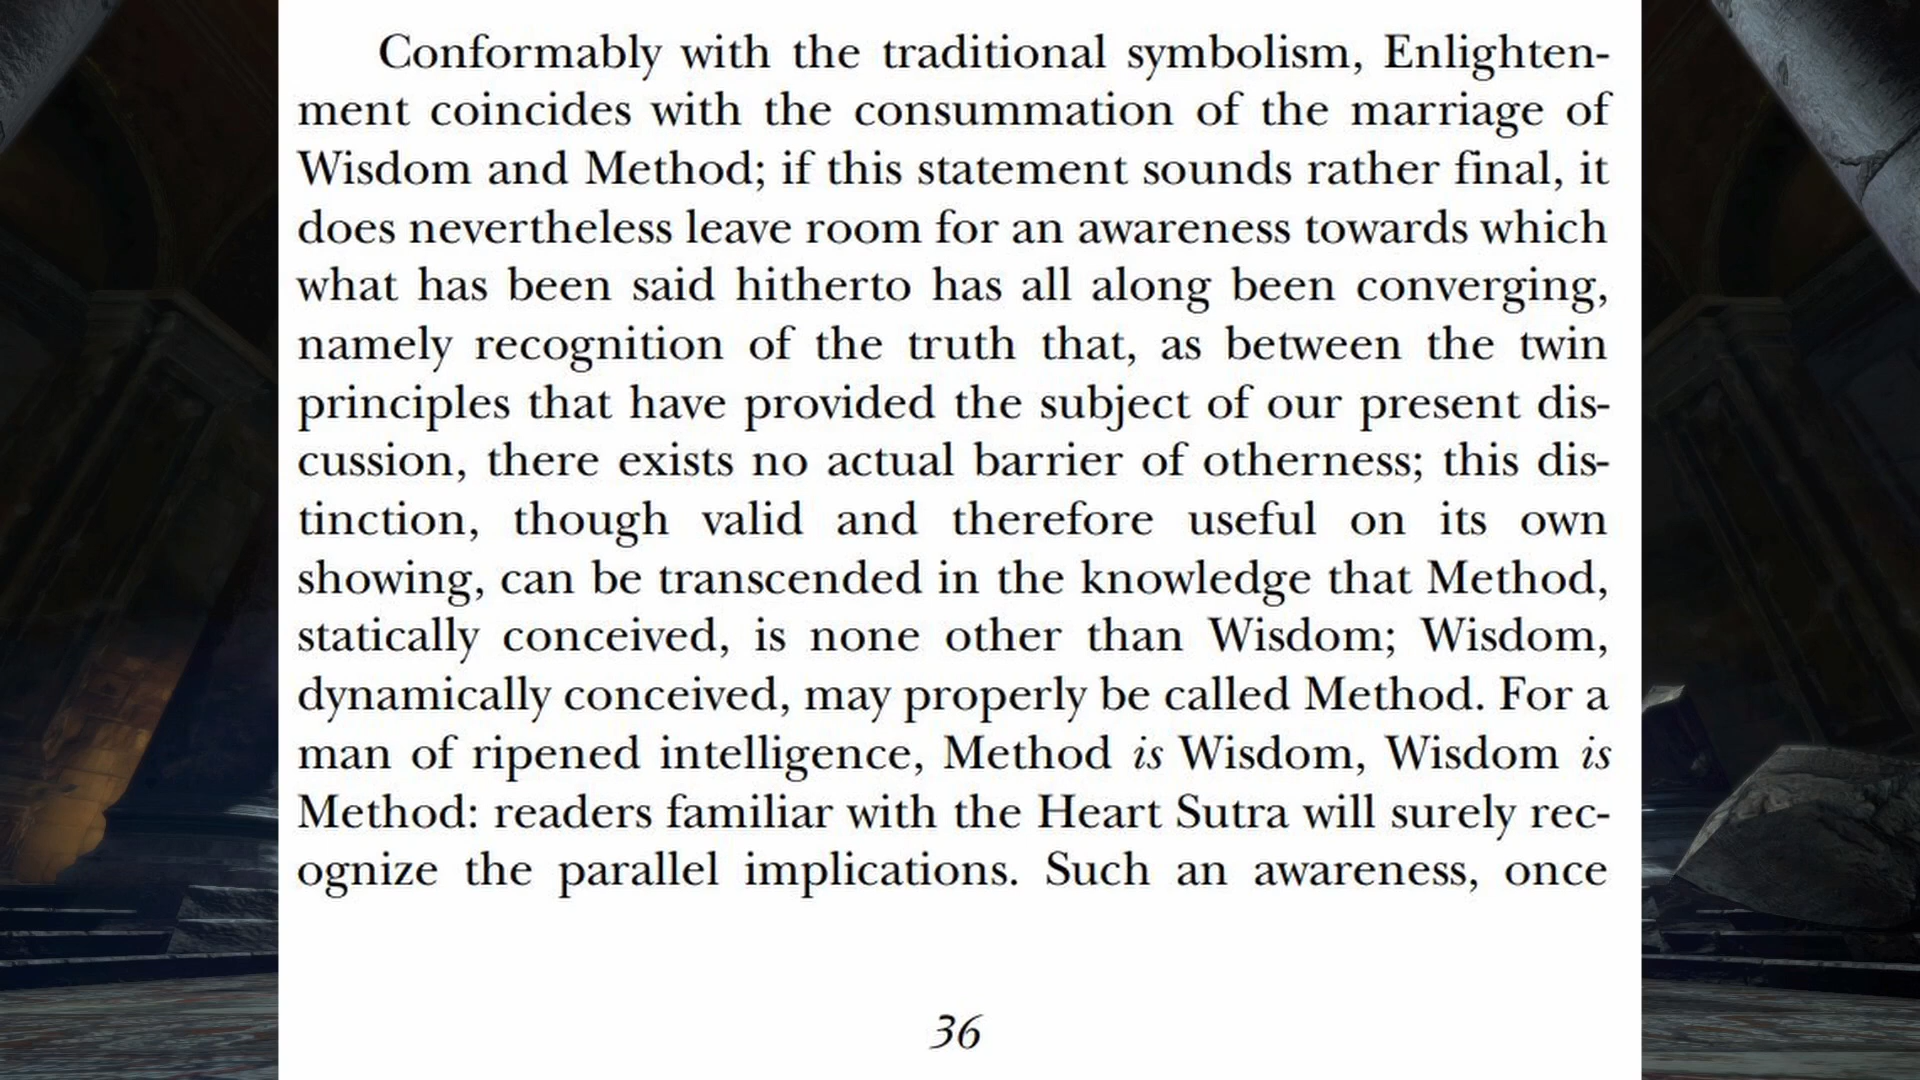 Conformably with the traditional symbolism, Enlighten-
ment coincides with the consummation of the marriage of
Wisdom and Method; if this statement sounds rather final, it
does nevertheless leave room for an awareness towards which
what has been said hitherto has all along been converging,
namely recognition of the truth that, as between the twin
principles that have provided the subject of our present dis-
cussion, there exists no actual barrier of otherness; this dis-
tinction, though valid and therefore useful on its own
showing, can be transcended in the knowledge that Method,
statically conceived, is none other than Wisdom; Wisdom,
dynamically conceived, may properly be called Method. For a
man of ripened intelligence, Method is Wisdom, Wisdom is
Method: readers familiar with the Heart Sutra will surely rec-
ognize the parallel implications. Such an awareness, once
36